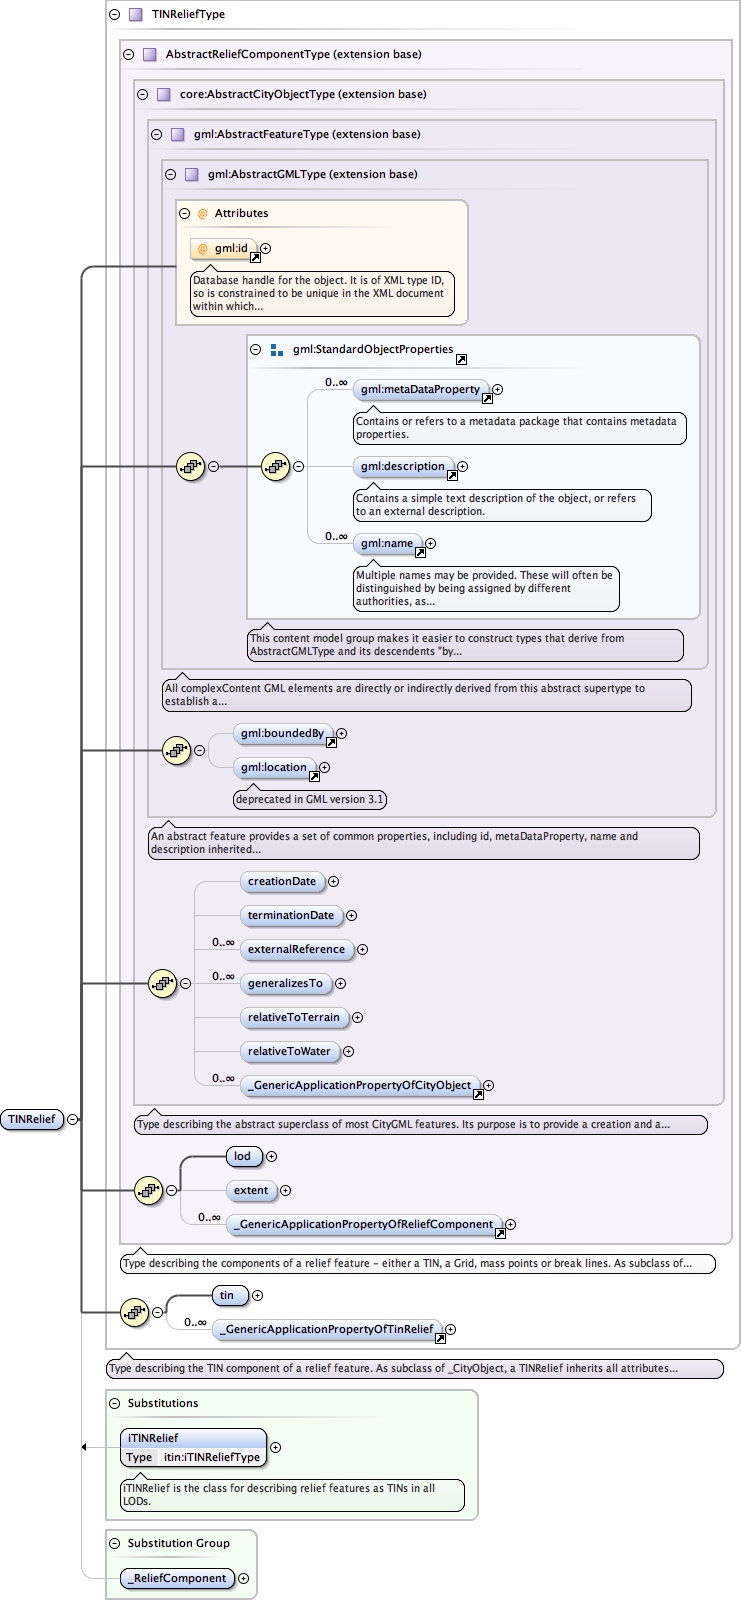 TINReliefType
AbstractReliefComponentType (extension base)
core:AbstractCityObjectType (extension base)
gml:AbstractFeatureType (extension base)
gml:AbstractGMLType (extension base)
@ Attributes
@ gml:id
Database handle for the object. It is of XML type ID,
so is constrained to be unique in the XML document
within which...
gml:StandardObjectProperties
0..∞
gml:metaDataProperty
Contains or refers to a metadata package that contains metadata
properties.
gml:description
Contains a simple text description of the object, or refers
to an external description.
0..∞
gml:name
Multiple names may be provided. These will often be
distinguished by being assigned by different
authorities, as...
This content model group makes it easier to construct types that derive from
AbstractGMLType and its descendents "by...
All complexContent GML elements are directly or indirectly derived from this abstract supertype to
establish a...
gml:boundedBy
gml:location
deprecated in GML version 3.1
An abstract feature provides a set of common properties, including id, metaDataProperty, name and
description inherited...
creationDate
terminationDate
0..∞
externalReference
0..∞
generalizesTo
relativeToTerrain
relativeToWater
0..∞
_GenericApplicationPropertyOfCityObject
TINRelief
Type describing the abstract superclass of most CityGML features. Its purpose is to provide a creation and a...
lod
extent
0..∞
_GenericApplicationPropertyOfReliefComponent
Type describing the components of a relief feature - either a TIN, a Grid, mass points or break lines. As subclass of...
tin
0..∞
_GenericApplicationPropertyOfTinRelief
Type describing the TIN component of a relief feature. As subclass of _CityObject, a TINRelief inherits all attributes...
Substitutions
iTINRelief
Type itin:iTINReliefType
iTINRelief is the class for describing relief features as TINs in all
LODs.
Substitution Group
_ReliefComponent